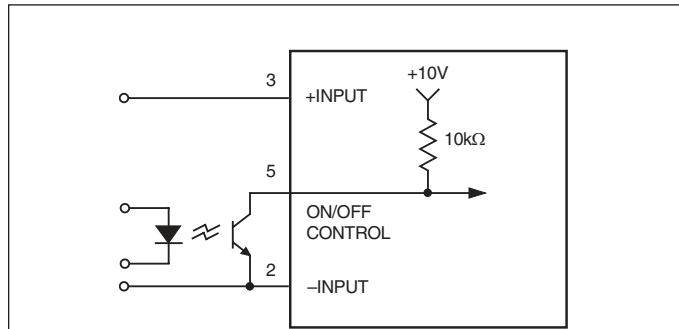 +10V
3
+INPUT
10kΩ
5
ON/OFF
CONTROL
2
–INPUT